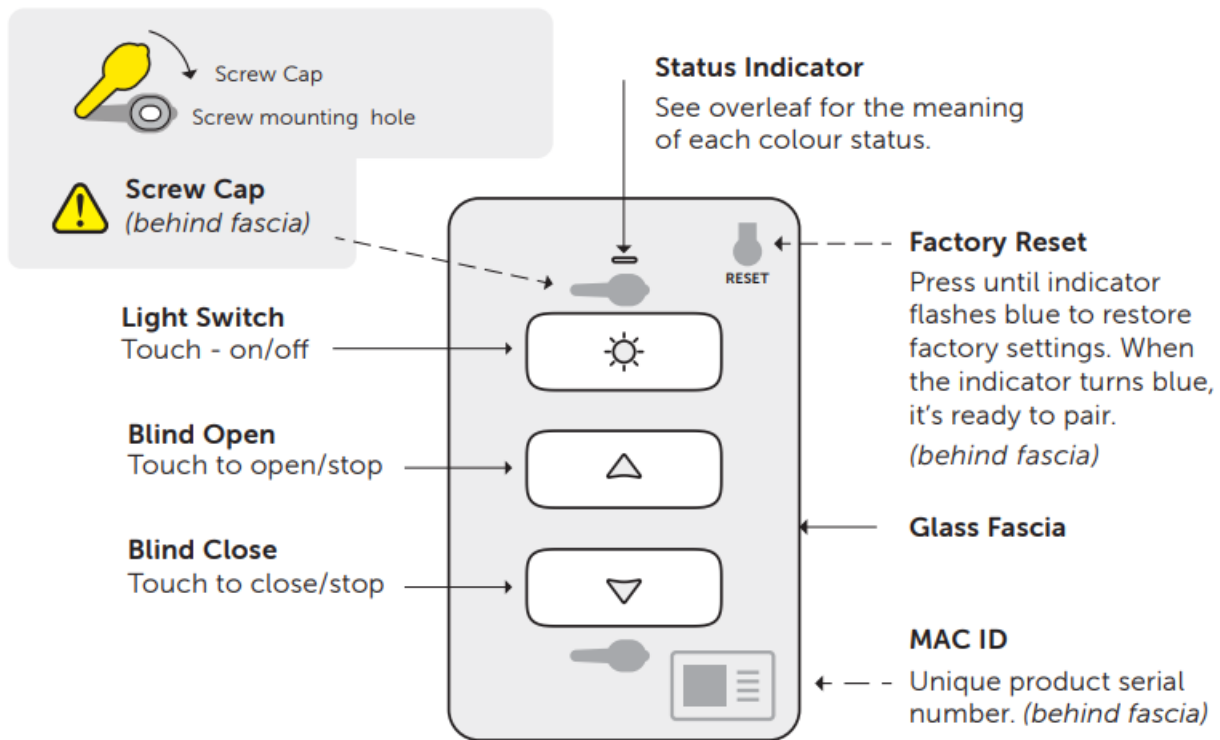 Screw Cap
Screw mounting hole
Screw Cap
(behind fascia)
Status Indicator
See overleaf for the meaning
of each colour status.
RESET
Light Switch
Touch - on/off
Blind Open
Touch to open/stop
Blind Close
Touch to close/stop
Factory Reset
Press until indicator
flashes blue to restore
factory settings. When
the indicator turns blue,
it's ready to pair.
(behind fascia)
Glass Fascia
MAC ID
Unique product serial
number. (behind fascia)